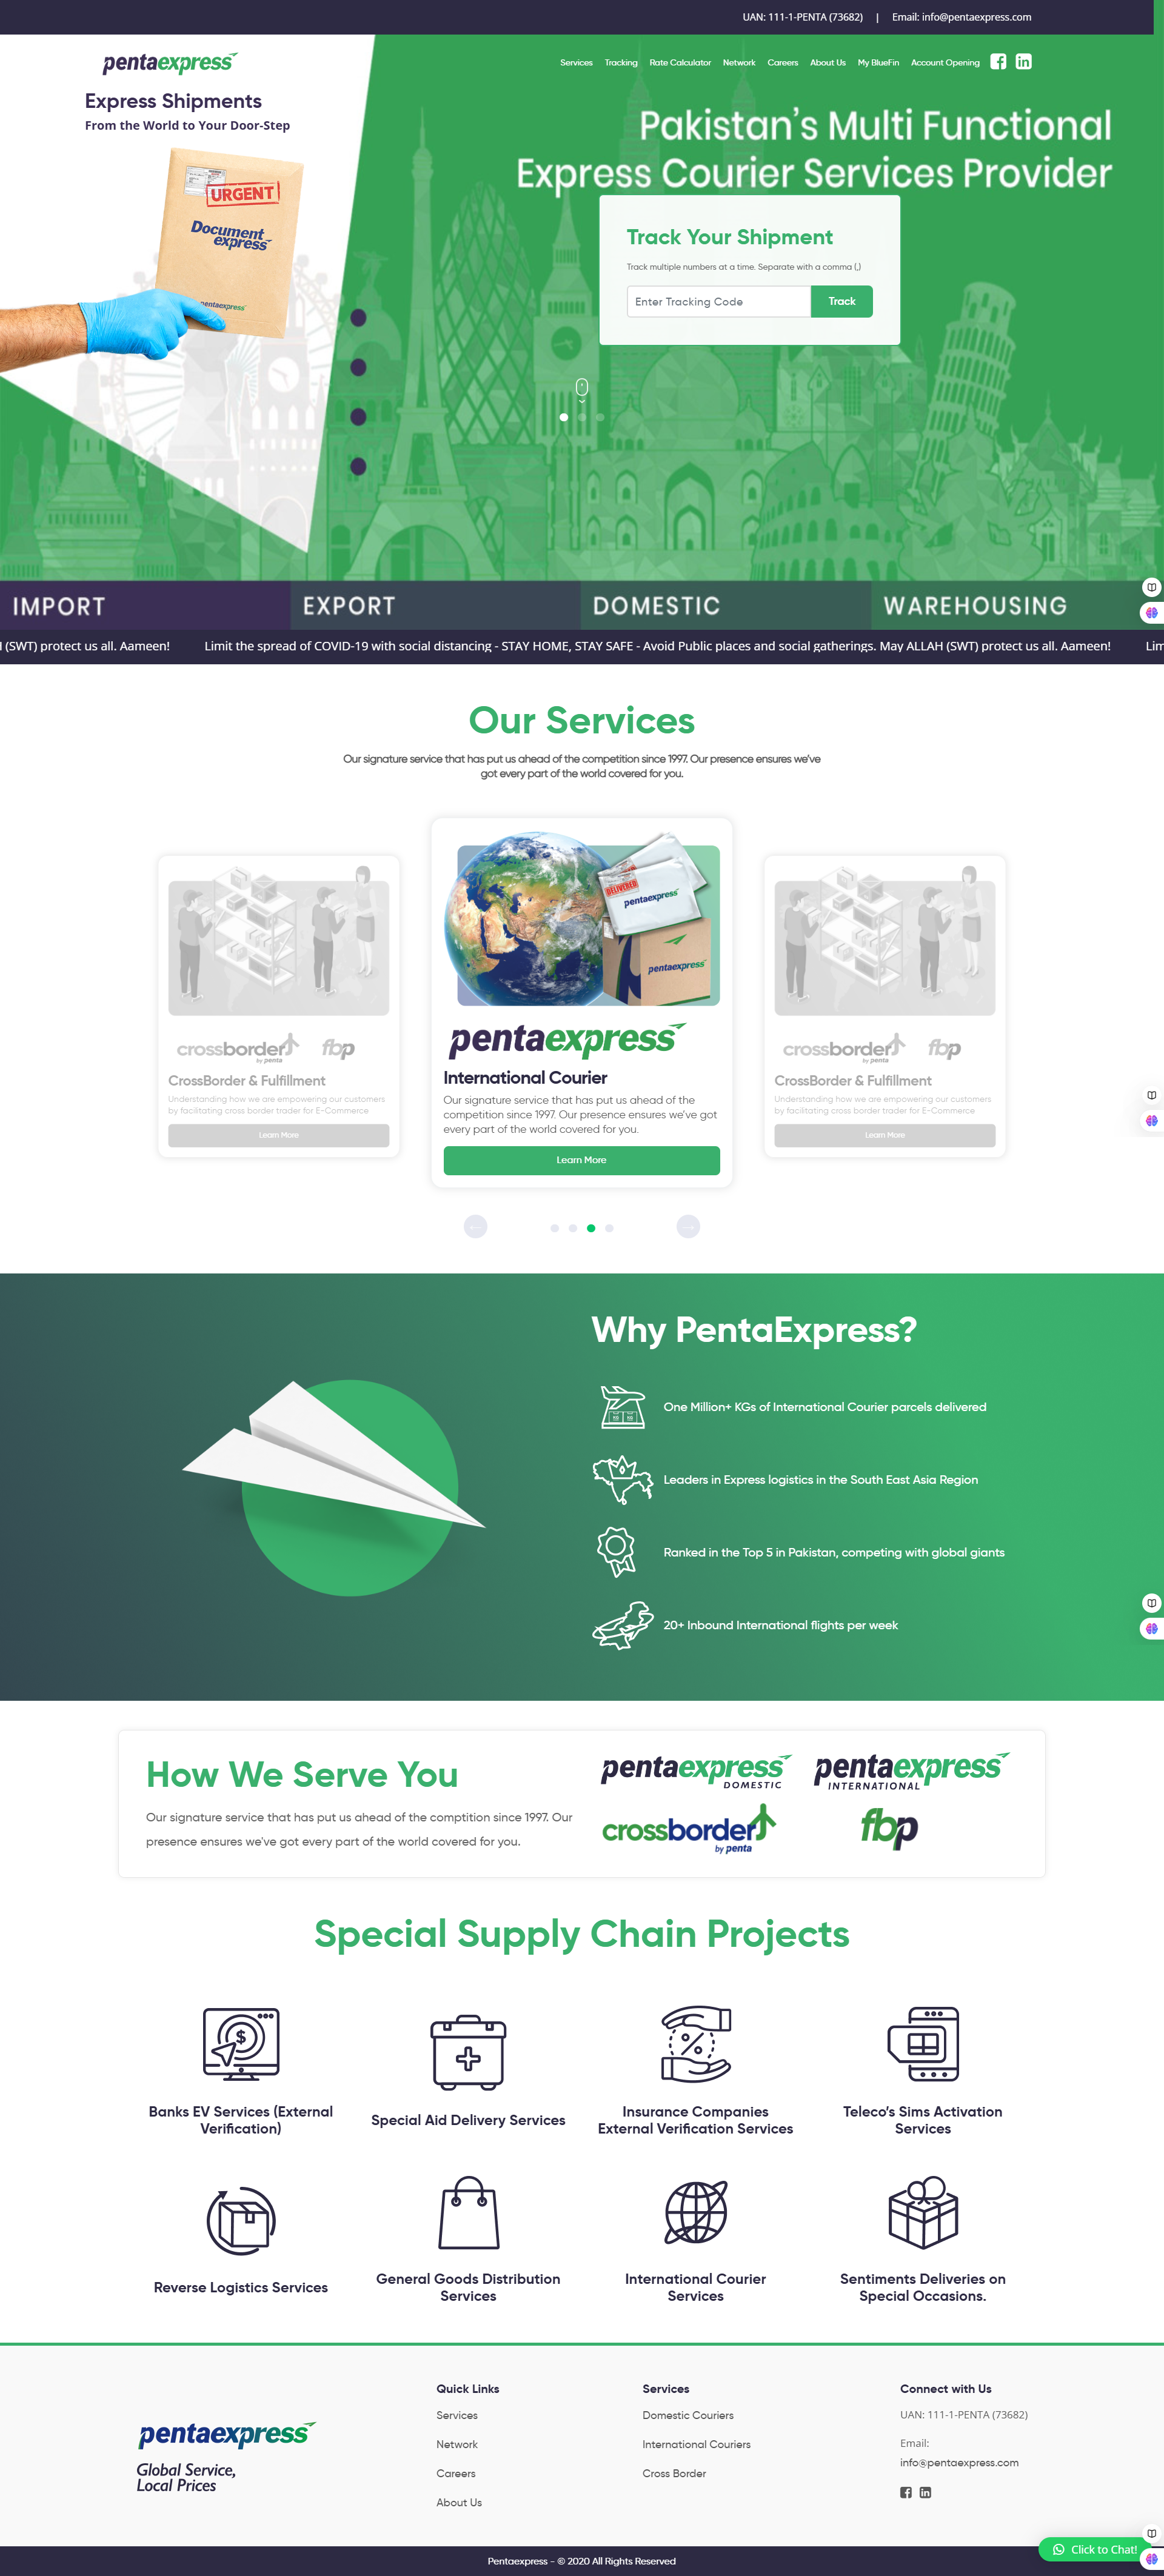 UAN: 111-1-PENTA (73682) | Email: info@pentaexpress.com
pentaexpress
Services Tracking Rate Calculator Network Careers About Us My BlueFin Account Opening
Express Shipments
From the World to Your Door-Step
Pakistan's Multi Functional
Express Courier Services Provider
URGENT
Document
express
pentaexpress
Track Your Shipment
Track multiple numbers at a time. Separate with a comma (,)
Enter Tracking Code
Track
IMPORT
EXPORT
DOMESTIC
WAREHOUSING
(SWT) protect us all. Aameen! Limit the spread of COVID-19 with social distancing - STAY HOME, STAY SAFE - Avoid Public places and social gatherings. May ALLAH (SWT) protect us all. Aameen! Lim
Our Services
Our signature service that has put us ahead of the competition since 1997. Our presence ensures we've
got every part of the world covered for you.
crossborder
by penta
fbp
CrossBorder & Fulfillment
Understanding how we are empowering our customers
by facilitating cross border trader for E-Commerce
Learn More
DELIVERED
pentaexpress
pentaexpress
pentaexpress
International Courier
Our signature service that has put us ahead of the
competition since 1997. Our presence ensures we've got
every part of the world covered for you.
Learn More
crossborder
by penta
fbp
CrossBorder & Fulfillment
Understanding how we are empowering our customers
by facilitating cross border trader for E-Commerce
Learn More
Why PentaExpress?
One Million+ KGs of International Courier parcels delivered
Leaders in Express logistics in the South East Asia Region
Ranked in the Top 5 in Pakistan, competing with global giants
20+ Inbound International flights per week
How We Serve You
Our signature service that has put us ahead of the comptition since 1997. Our
presence ensures we've got every part of the world covered for you.
pentaexpress
DOMESTIC
pentaexpress
INTERNATIONAL
crossborder
by penta
fbp
Special Supply Chain Projects
Banks EV Services (External
Verification)
Special Aid Delivery Services
Insurance Companies
External Verification Services
Teleco's Sims Activation
Services
Reverse Logistics Services
General Goods Distribution
Services
International Courier
Services
Sentiments Deliveries on
Special Occasions.
pentaexpress
Global Service,
Local Prices
Quick Links
Services
Network
Careers
About Us
Services
Domestic Couriers
International Couriers
Cross Border
Connect with Us
UAN: 111-1-PENTA (73682)
Email:
info@pentaexpress.com
Click to Chat!
Pentaexpress - © 2020 All Rights Reserved